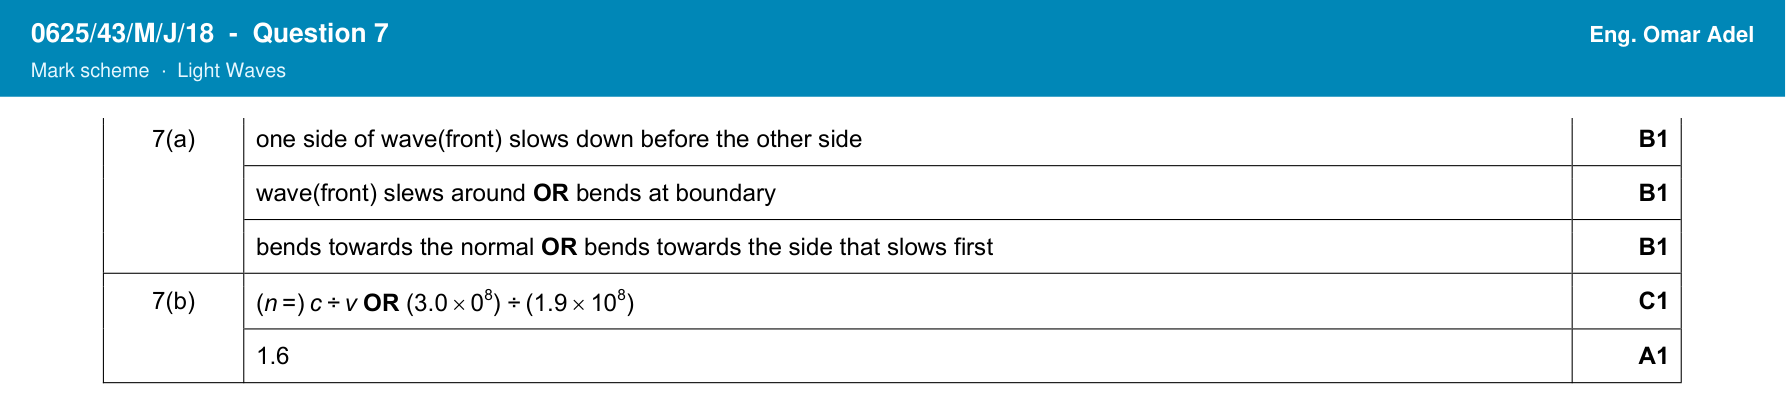 0625/43/M/J/18 - Question 7
Eng. Omar Adel
Mark scheme · Light Waves
7(a) one side of wave(front) slows down before the other side B1
wave(front) slews around OR bends at boundary B1
bends towards the normal OR bends towards the side that slows first B1
7(b) (n =) c ÷ v OR (3.0 × 0⁸) ÷ (1.9 × 10⁸) C1
1.6 A1